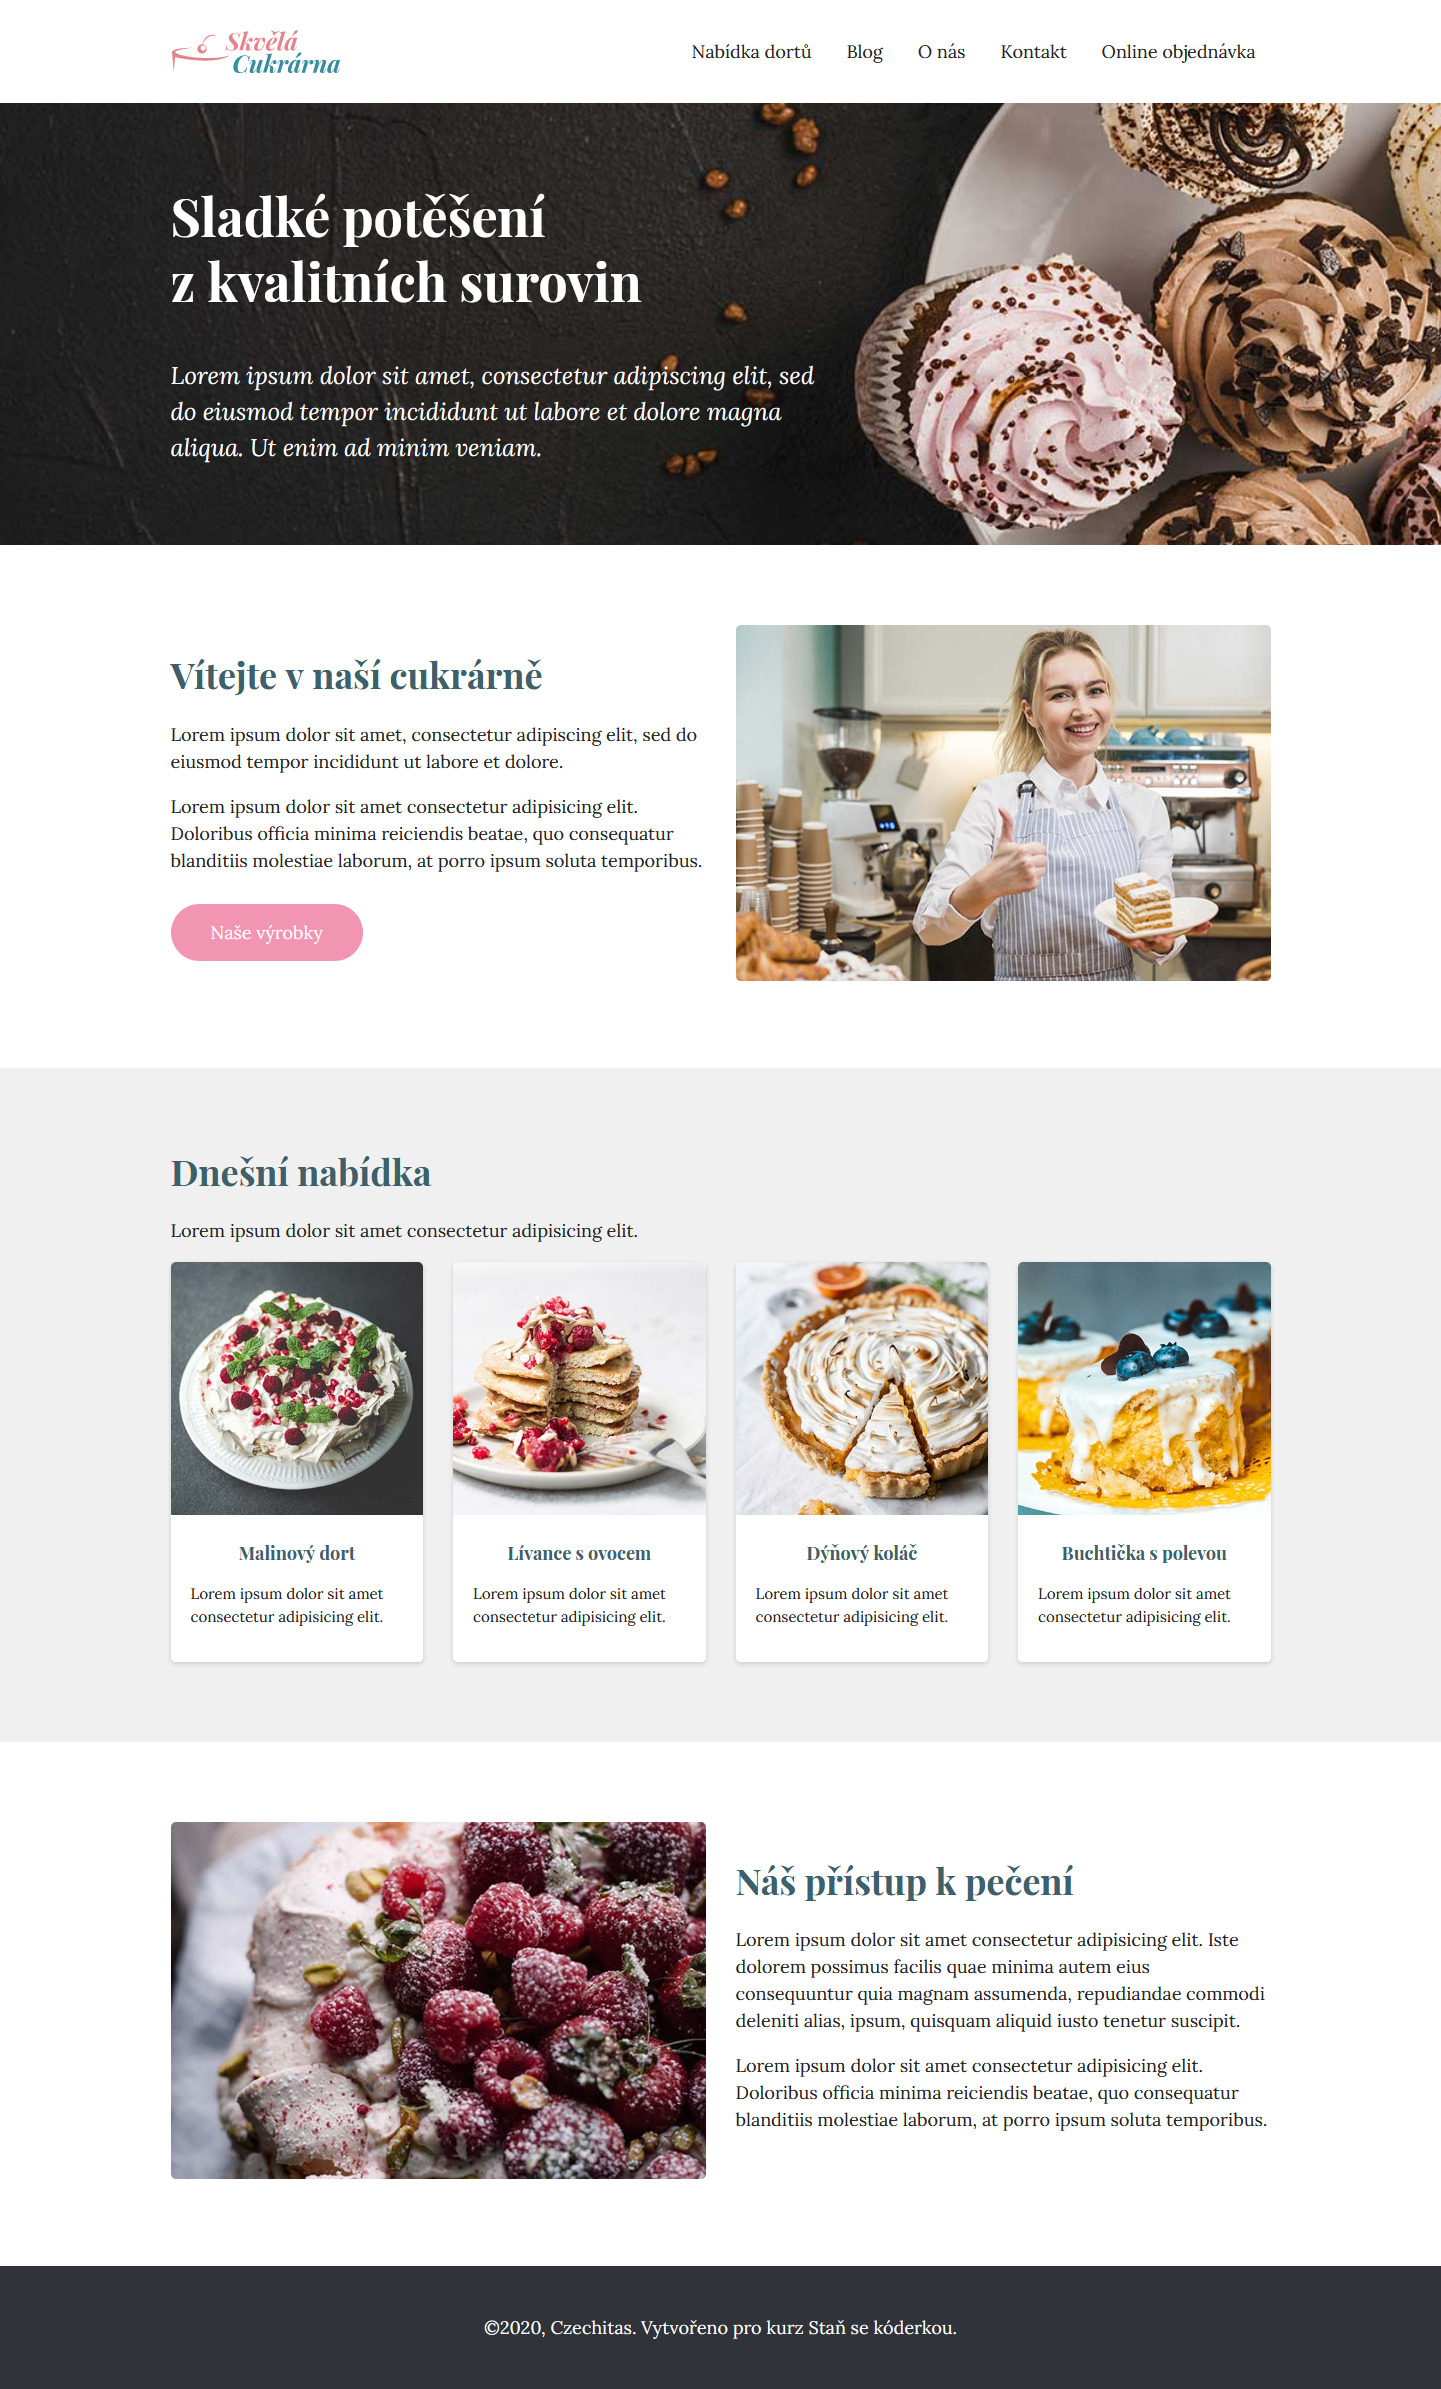 Skvělá
Cukrárna
Nabídka dortů Blog O nás Kontakt Online objednávka
Sladké potěšení
z kvalitních surovin
Lorem ipsum dolor sit amet, consectetur adipiscing elit, sed
do eiusmod tempor incididunt ut labore et dolore magna
aliqua. Ut enim ad minim veniam.
Vítejte v naší cukrárně
Lorem ipsum dolor sit amet, consectetur adipiscing elit, sed do
eiusmod tempor incididunt ut labore et dolore.
Lorem ipsum dolor sit amet consectetur adipisicing elit.
Doloribus officia minima reiciendis beatae, quo consequatur
blanditiis molestiae laborum, at porro ipsum soluta temporibus.
Naše výrobky
Dnešní nabídka
Lorem ipsum dolor sit amet consectetur adipisicing elit.
Malinový dort
Lorem ipsum dolor sit amet
consectetur adipisicing elit.
Lívance s ovocem
Lorem ipsum dolor sit amet
consectetur adipisicing elit.
Dýňový koláč
Lorem ipsum dolor sit amet
consectetur adipisicing elit.
Buchtička s polevou
Lorem ipsum dolor sit amet
consectetur adipisicing elit.
Náš přístup k pečení
Lorem ipsum dolor sit amet consectetur adipisicing elit. Iste
dolorem possimus facilis quae minima autem eius
consequuntur quia magnam assumenda, repudiandae commodi
deleniti alias, ipsum, quisquam aliquid iusto tenetur suscipit.
Lorem ipsum dolor sit amet consectetur adipisicing elit.
Doloribus officia minima reiciendis beatae, quo consequatur
blanditiis molestiae laborum, at porro ipsum soluta temporibus.
©2020, Czechitas. Vytvořeno pro kurz Staň se kóderkou.